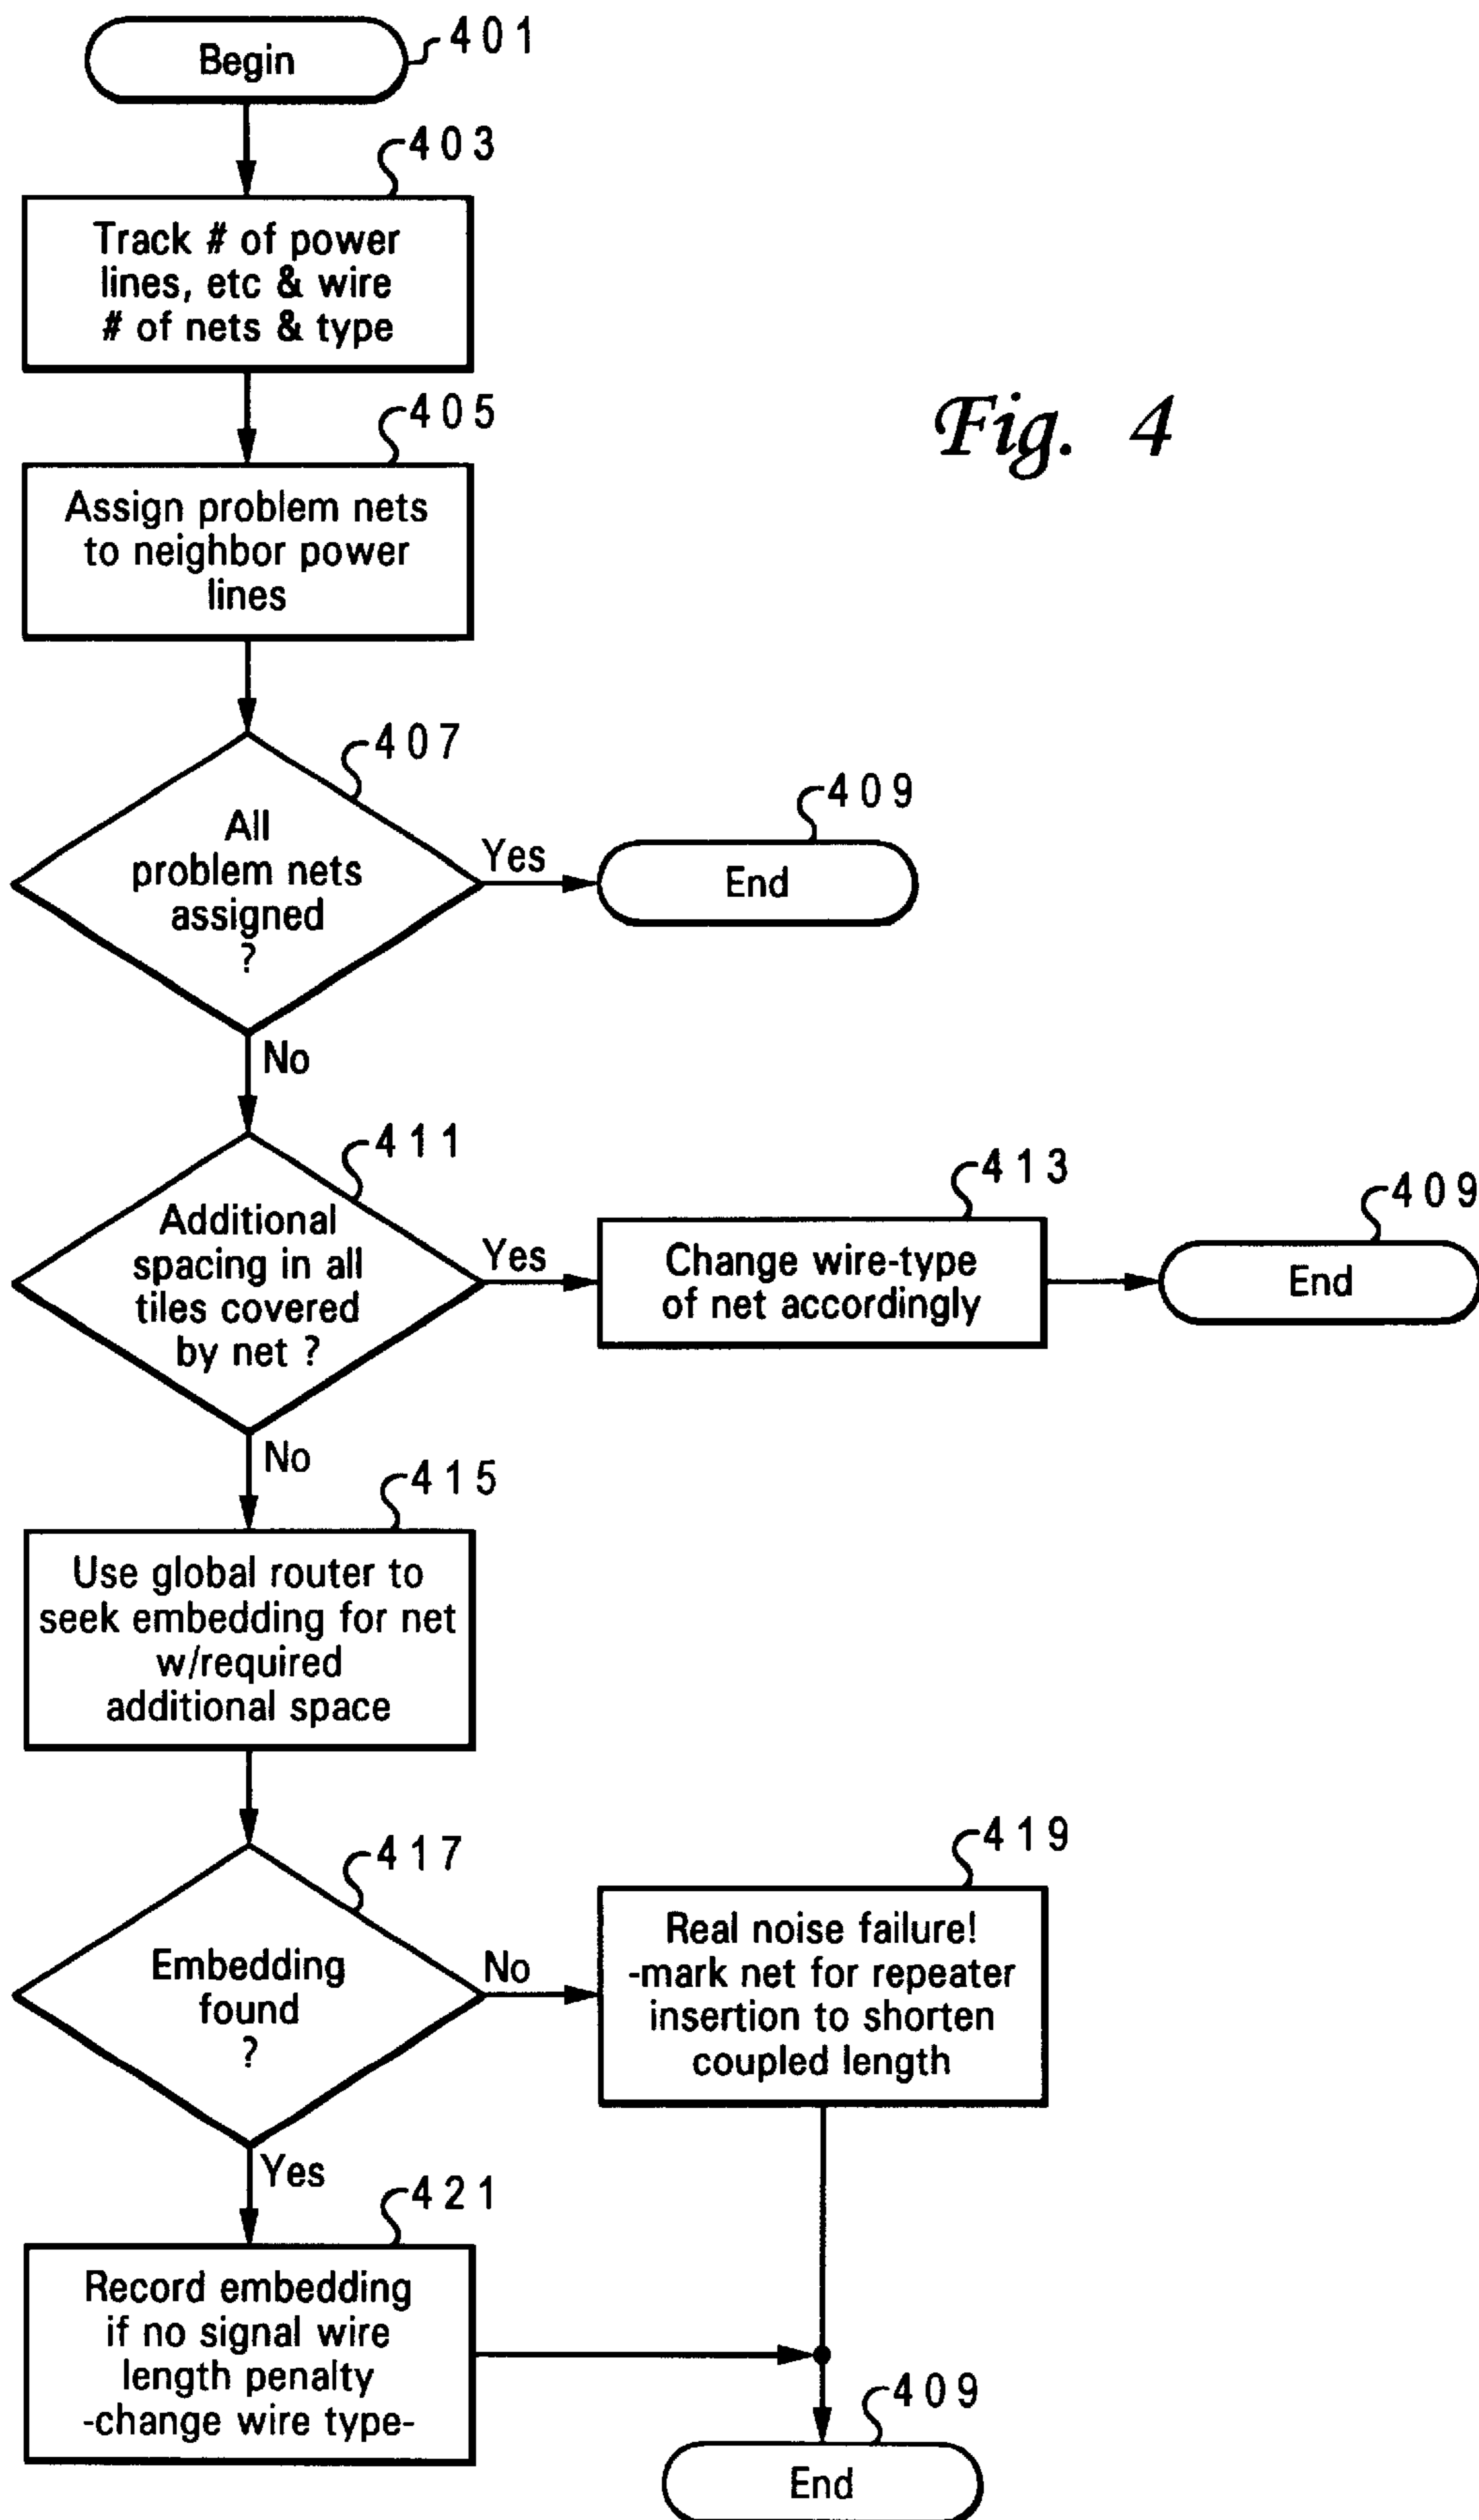 Begin
401
403
Track # of power
lines, etc & wire
# of nets & type
405
Fig. 4
Assign problem nets
to neighbor power
lines
407
All
problem nets
assigned
?
Yes
409
End
No
411
Additional
spacing in all
tiles covered
by net ?
Yes
413
Change wire-type
of net accordingly
409
End
No
415
Use global router to
seek embedding for net
w/required
additional space
417
Embedding
found
?
No
419
Real noise failure!
-mark net for repeater
insertion to shorten
coupled length
Yes
421
Record embedding
if no signal wire
length penalty
-change wire type-
409
End